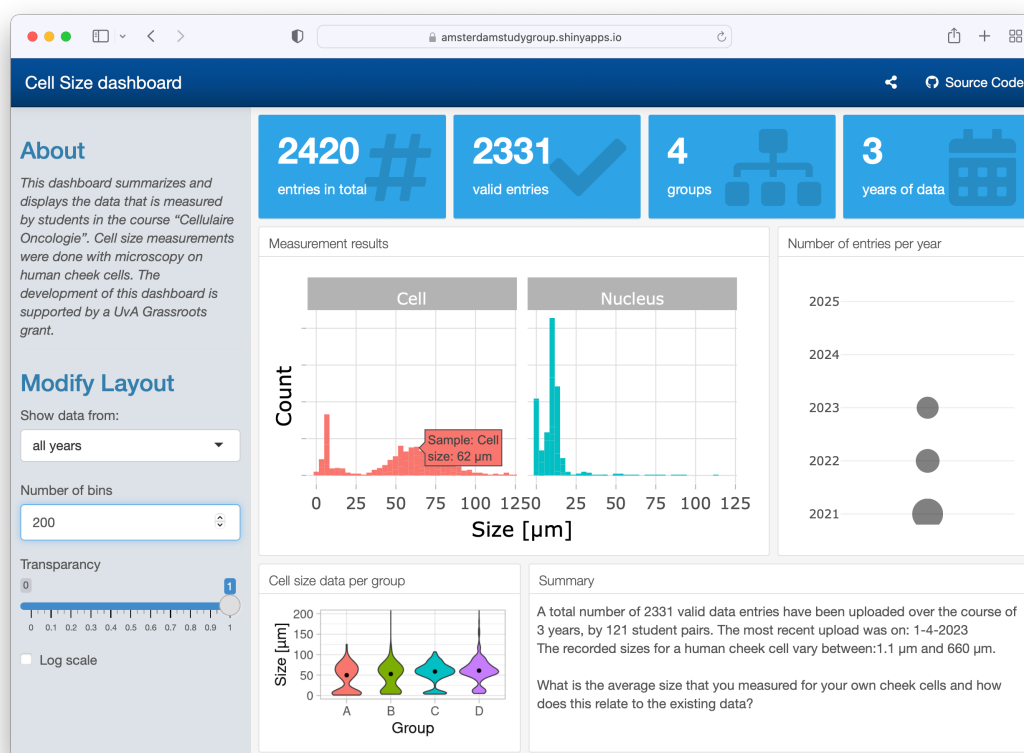 amsterdamstudygroup.shinyapps.io
Cell Size dashboard
Source Code
About
This dashboard summarizes and
displays the data that is measured
by students in the course “Cellulaire
Oncologie”. Cell size measurements
were done with microscopy on
human cheek cells. The
development of this dashboard is
supported by a UvA Grassroots
grant.
Modify Layout
Show data from:
all years
Number of bins
200
Transparancy
0
1
0 0.1 0.2 0.3 0.4 0.5 0.6 0.7 0.8 0.9 1
Log scale
2420
entries in total
2331
valid entries
4
groups
3
years of data
Measurement results
Cell
Nucleus
Count
Sample: Cell
size: 62 µm
0 25 50 75 100 1250 25 50 75 100 125
Size [µm]
Number of entries per year
2025
2024
2023
2022
2021
Cell size data per group
Size [µm]
200
150
100
50
0
A B C D
Group
Summary
A total number of 2331 valid data entries have been uploaded over the course of
3 years, by 121 student pairs. The most recent upload was on: 1-4-2023
The recorded sizes for a human cheek cell vary between:1.1 µm and 660 µm.
What is the average size that you measured for your own cheek cells and how
does this relate to the existing data?